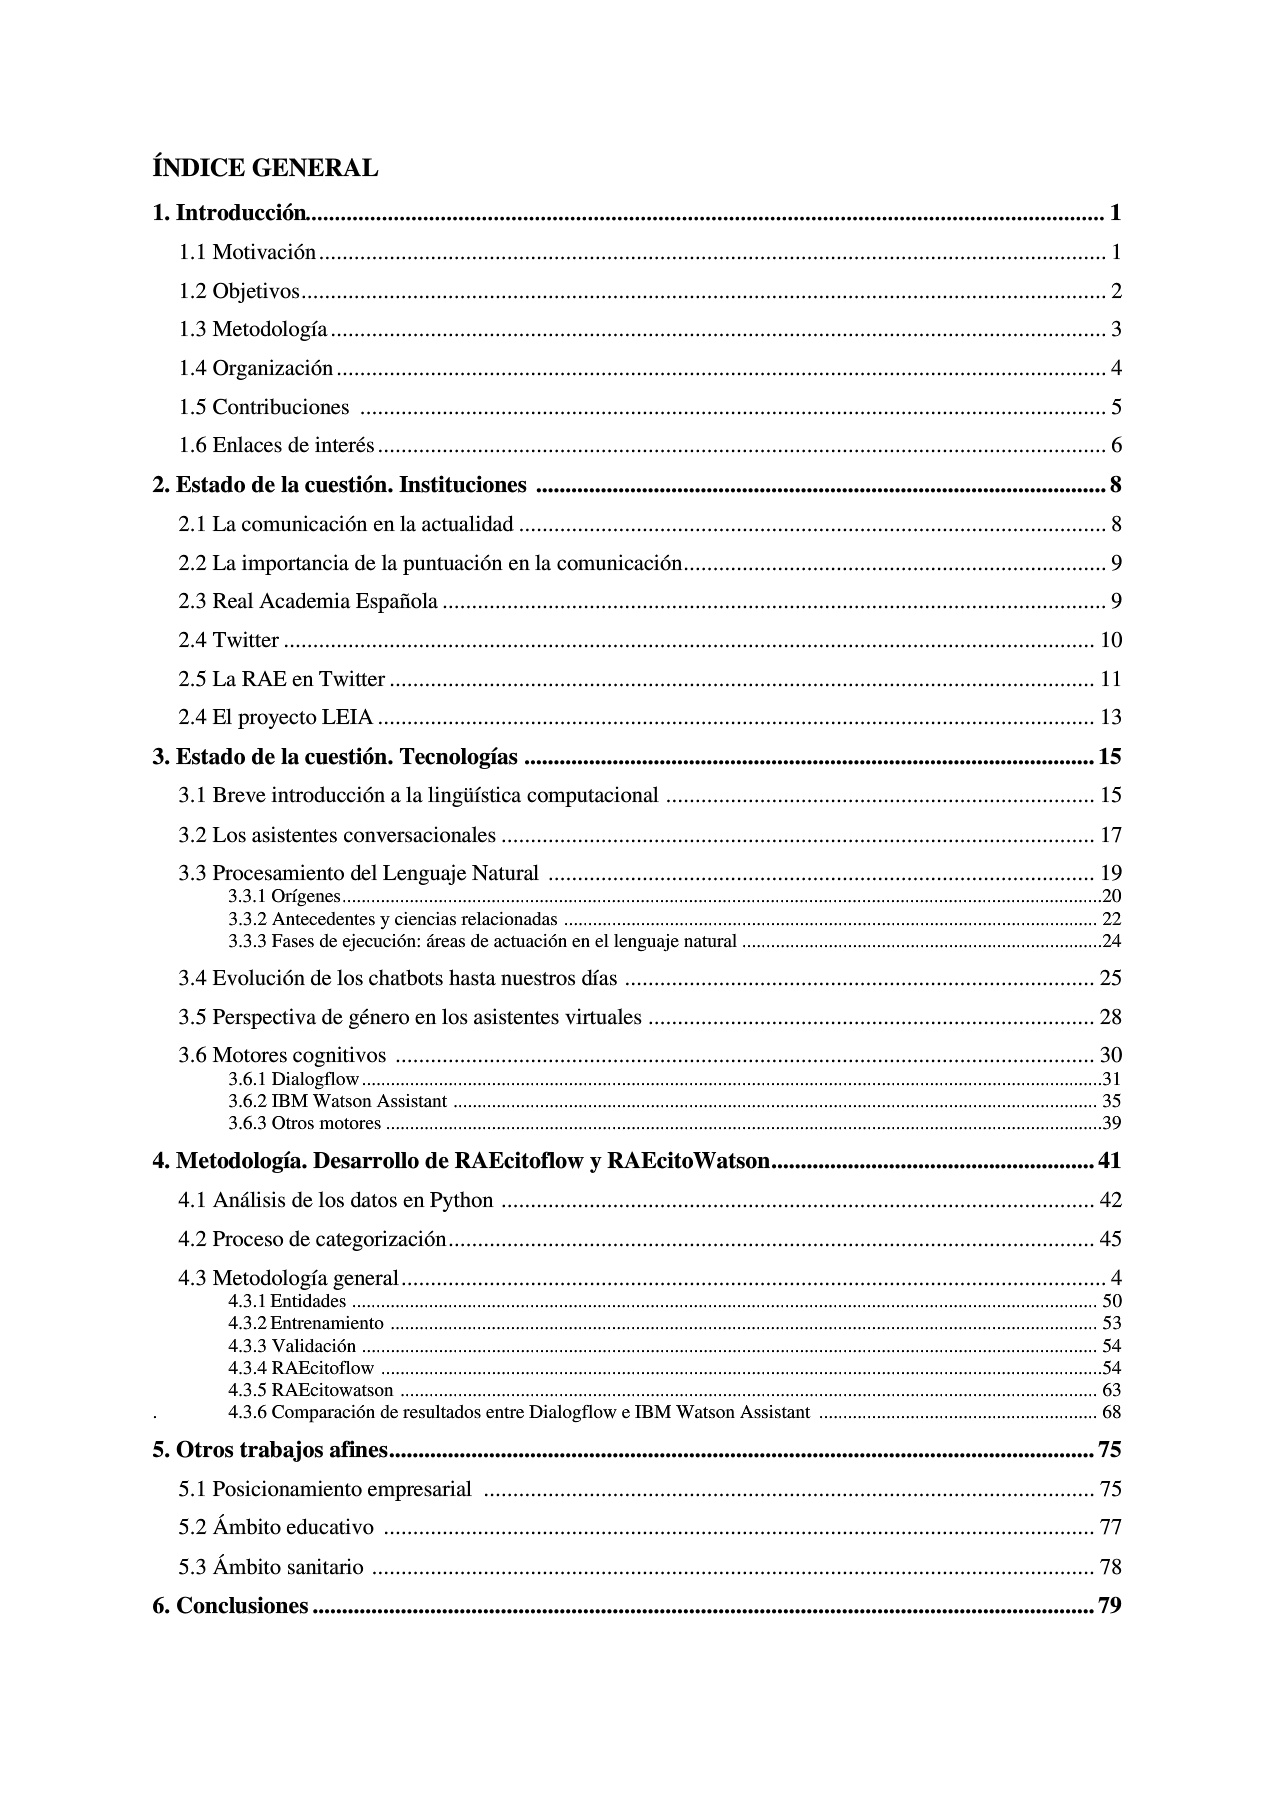 ÍNDICE GENERAL
1. Introducción........................................................................ 1
1.1 Motivación........................................................................ 1
1.2 Objetivos........................................................................ 2
1.3 Metodología........................................................................ 3
1.4 Organización........................................................................ 4
1.5 Contribuciones ........................................................................ 5
1.6 Enlaces de interés........................................................................ 6
2. Estado de la cuestión. Instituciones ........................................................................ 8
2.1 La comunicación en la actualidad ........................................................................ 8
2.2 La importancia de la puntuación en la comunicación........................................................................ 9
2.3 Real Academia Española ........................................................................ 9
2.4 Twitter ........................................................................ 10
2.5 La RAE en Twitter ........................................................................ 11
2.4 El proyecto LEIA ........................................................................ 13
3. Estado de la cuestión. Tecnologías ........................................................................ 15
3.1 Breve introducción a la lingüística computacional ........................................................................ 15
3.2 Los asistentes conversacionales ........................................................................ 17
3.3 Procesamiento del Lenguaje Natural ........................................................................ 19
3.3.1 Orígenes........................................................................20
3.3.2 Antecedentes y ciencias relacionadas ........................................................................ 22
3.3.3 Fases de ejecución: áreas de actuación en el lenguaje natural ........................................................................24
3.4 Evolución de los chatbots hasta nuestros días ........................................................................ 25
3.5 Perspectiva de género en los asistentes virtuales ........................................................................ 28
3.6 Motores cognitivos ........................................................................ 30
3.6.1 Dialogflow........................................................................31
3.6.2 IBM Watson Assistant ........................................................................ 35
3.6.3 Otros motores ........................................................................39
4. Metodología. Desarrollo de RAEcitoflow y RAEcitoWatson........................................................................ 41
4.1 Análisis de los datos en Python ........................................................................ 42
4.2 Proceso de categorización........................................................................ 45
4.3 Metodología general........................................................................ 4
4.3.1 Entidades ........................................................................ 50
4.3.2 Entrenamiento ........................................................................ 53
4.3.3 Validación ........................................................................ 54
4.3.4 RAEcitoflow ........................................................................54
4.3.5 RAEcitowatson ........................................................................ 63
. 4.3.6 Comparación de resultados entre Dialogflow e IBM Watson Assistant ........................................................................ 68
5. Otros trabajos afines........................................................................ 75
5.1 Posicionamiento empresarial ........................................................................ 75
5.2 Ámbito educativo ........................................................................ 77
5.3 Ámbito sanitario ........................................................................ 78
6. Conclusiones ........................................................................ 79